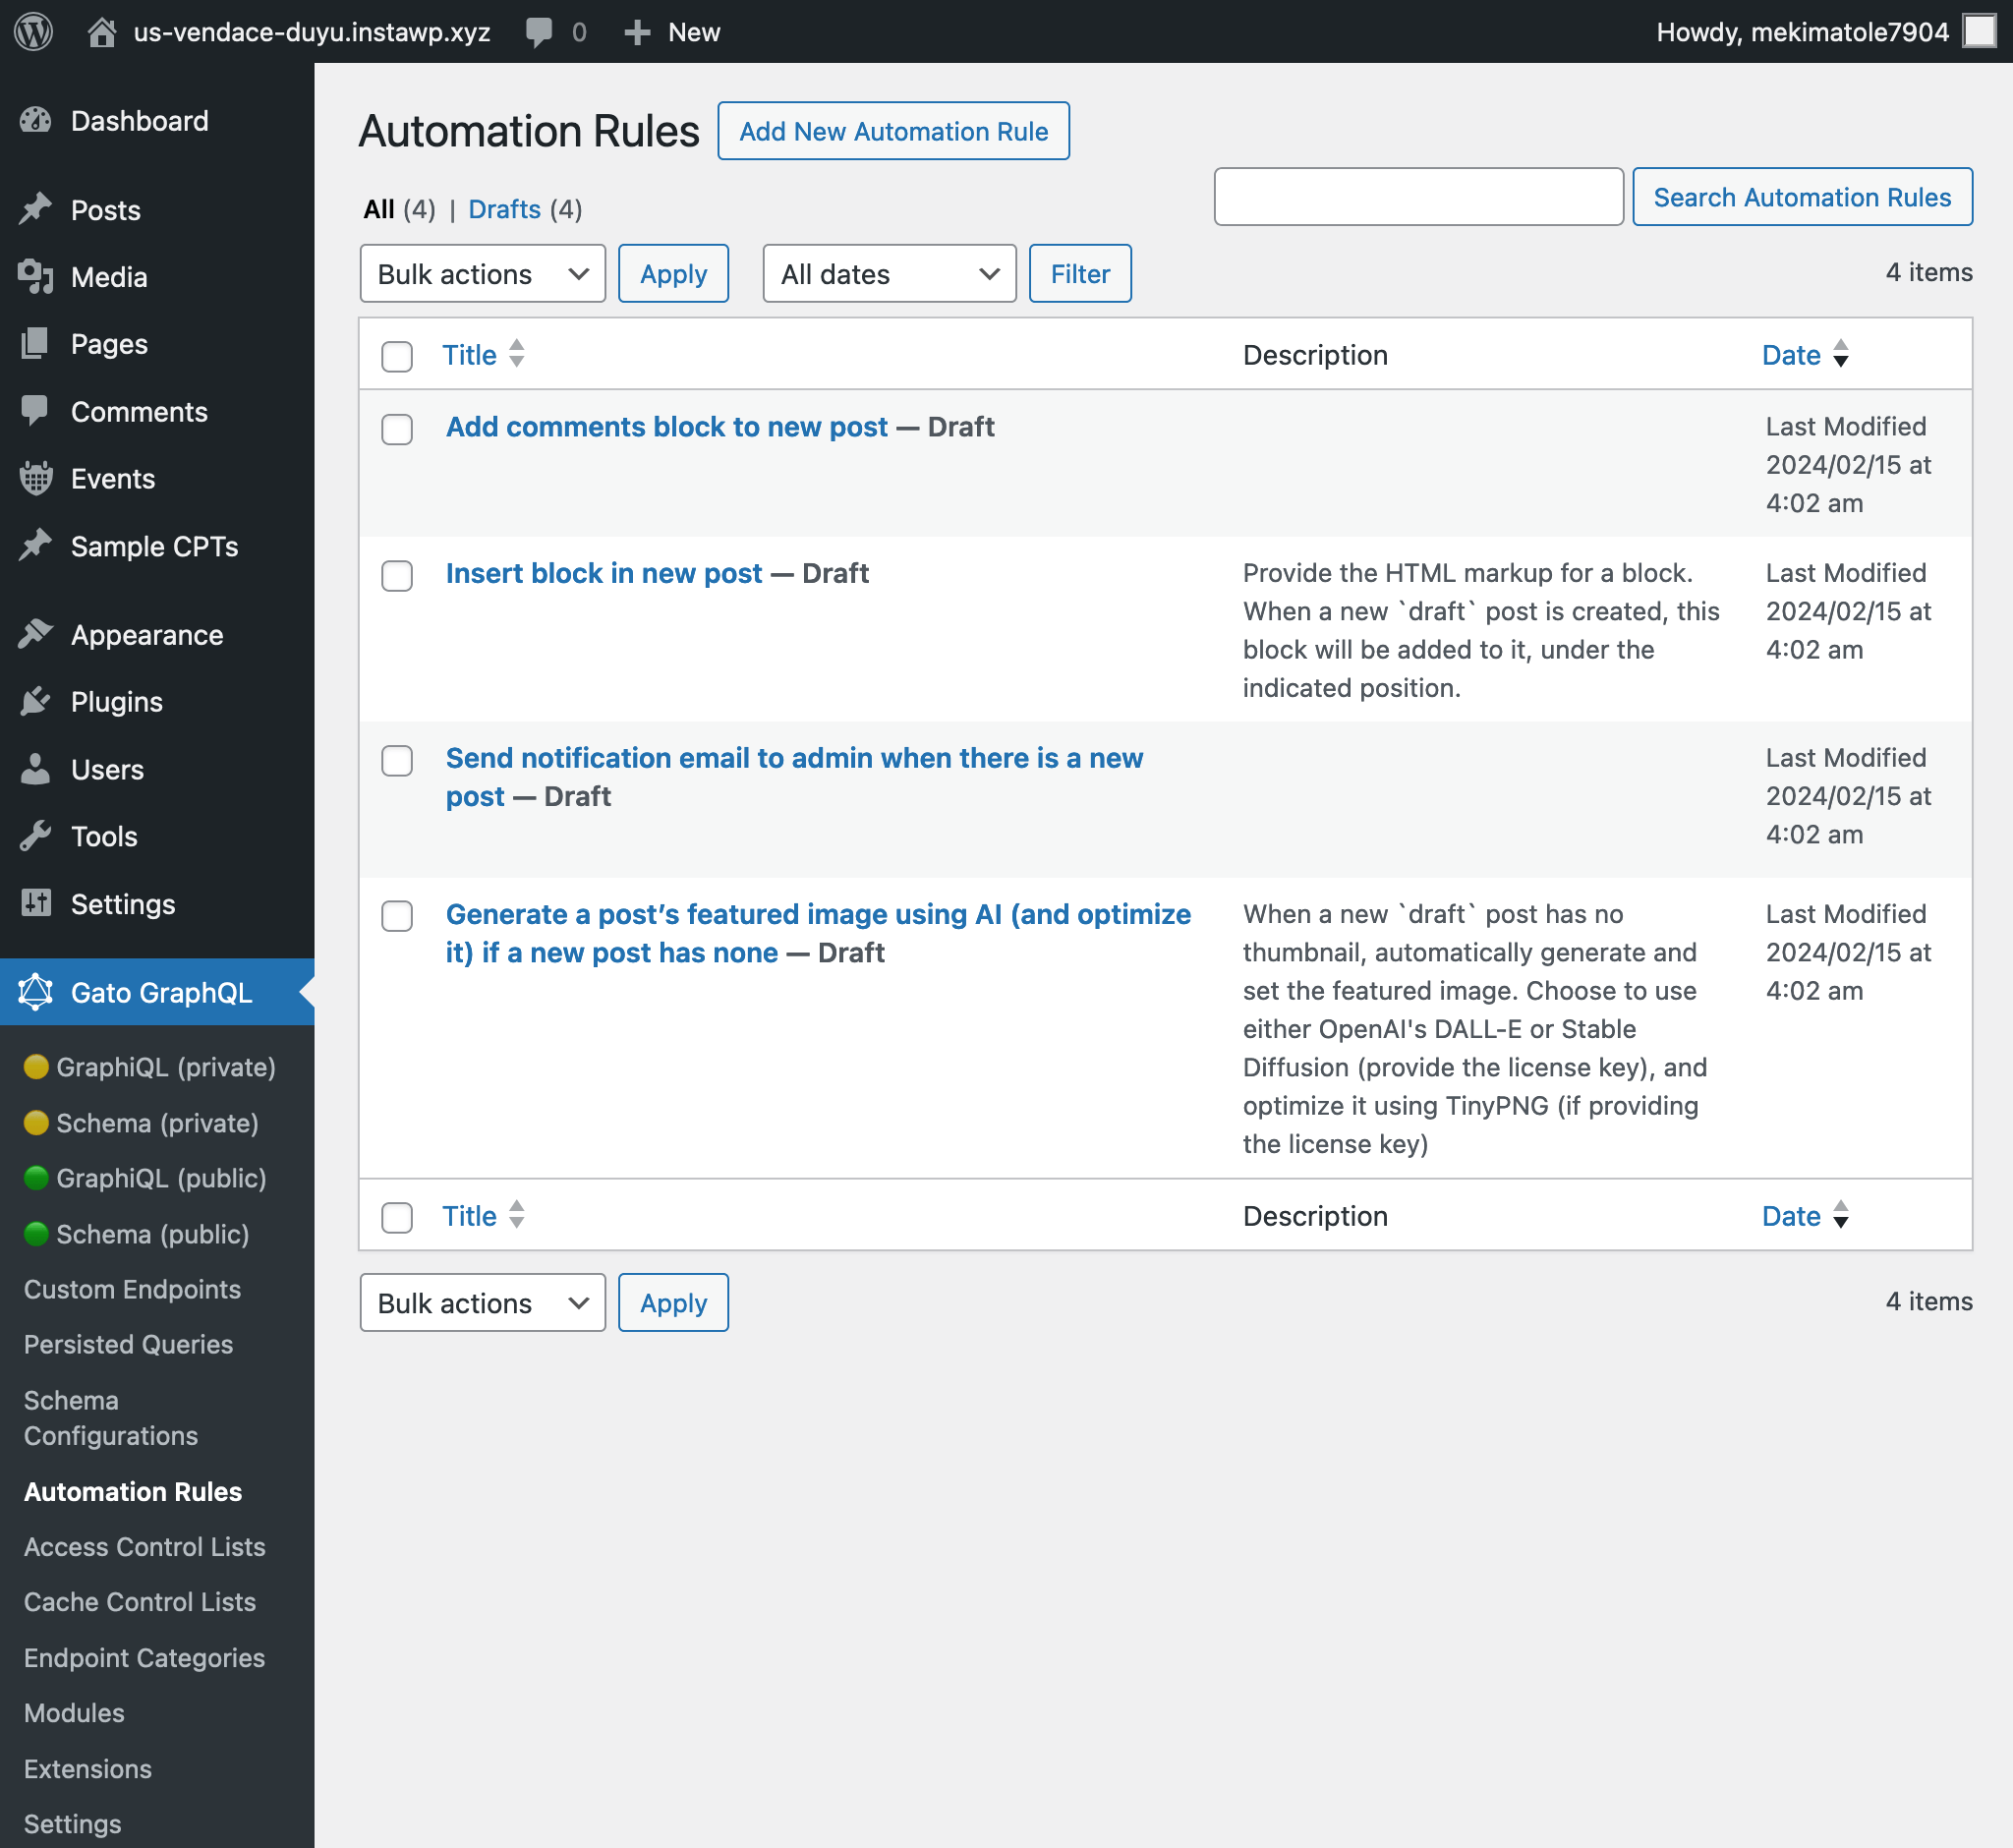 us-vendace-duyu.instawp.xyz 0 New Howdy, mekimatole7904
Dashboard
Posts
Media
Pages
Comments
Events
Sample CPTs
Appearance
Plugins
Users
Tools
Settings
Gato GraphQL
GraphiQL (private)
Schema (private)
GraphiQL (public)
Schema (public)
Custom Endpoints
Persisted Queries
Schema
Configurations
Automation Rules
Access Control Lists
Cache Control Lists
Endpoint Categories
Modules
Extensions
Settings
Automation Rules Add New Automation Rule
All (4) | Drafts (4)
Search Automation Rules
Bulk actions Apply All dates Filter 4 items
Title Description Date
Add comments block to new post — Draft
Last Modified
2024/02/15 at
4:02 am
Insert block in new post — Draft
Provide the HTML markup for a block.
When a new `draft` post is created, this
block will be added to it, under the
indicated position.
Last Modified
2024/02/15 at
4:02 am
Send notification email to admin when there is a new
post — Draft
Last Modified
2024/02/15 at
4:02 am
Generate a post’s featured image using AI (and optimize
it) if a new post has none — Draft
When a new `draft` post has no
thumbnail, automatically generate and
set the featured image. Choose to use
either OpenAI's DALL-E or Stable
Diffusion (provide the license key), and
optimize it using TinyPNG (if providing
the license key)
Last Modified
2024/02/15 at
4:02 am
Title Description Date
Bulk actions Apply 4 items